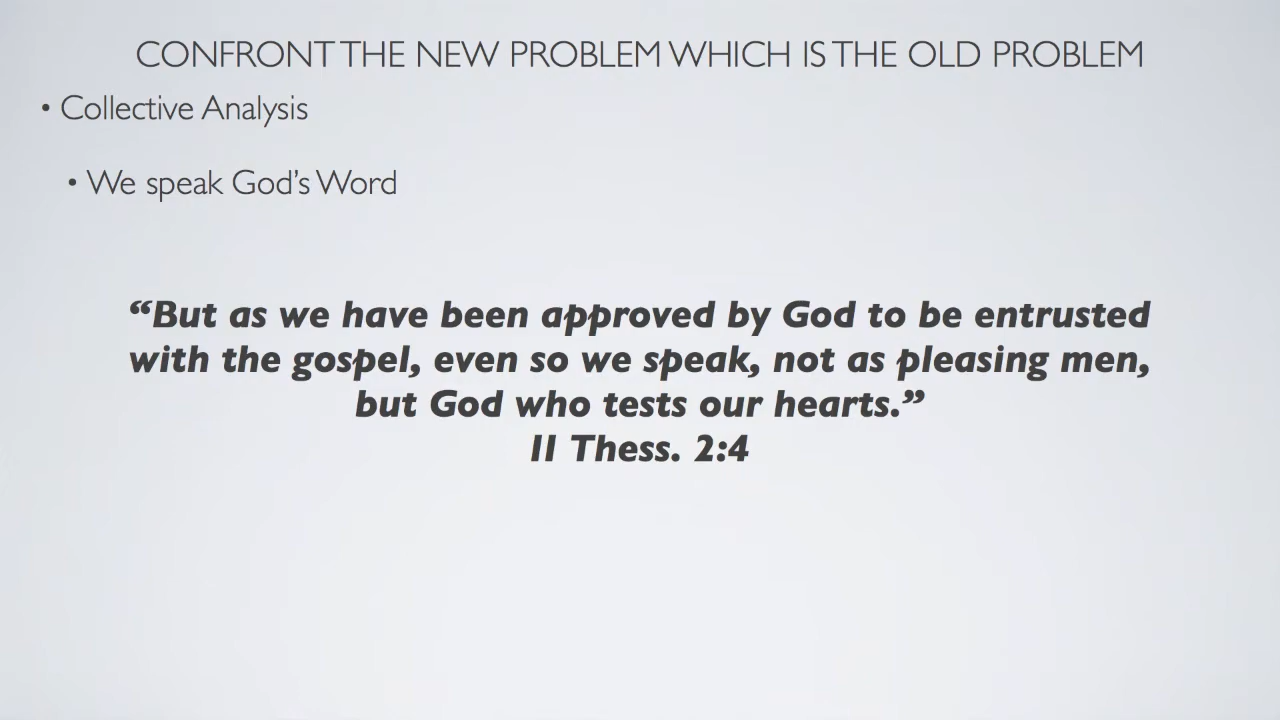 CONFRONT THE NEW PROBLEM WHICH IS THE OLD PROBLEM
• Collective Analysis
• We speak God’s Word
“But as we have been approved by God to be entrusted
with the gospel, even so we speak, not as pleasing men,
but God who tests our hearts.”
II Thess. 2:4